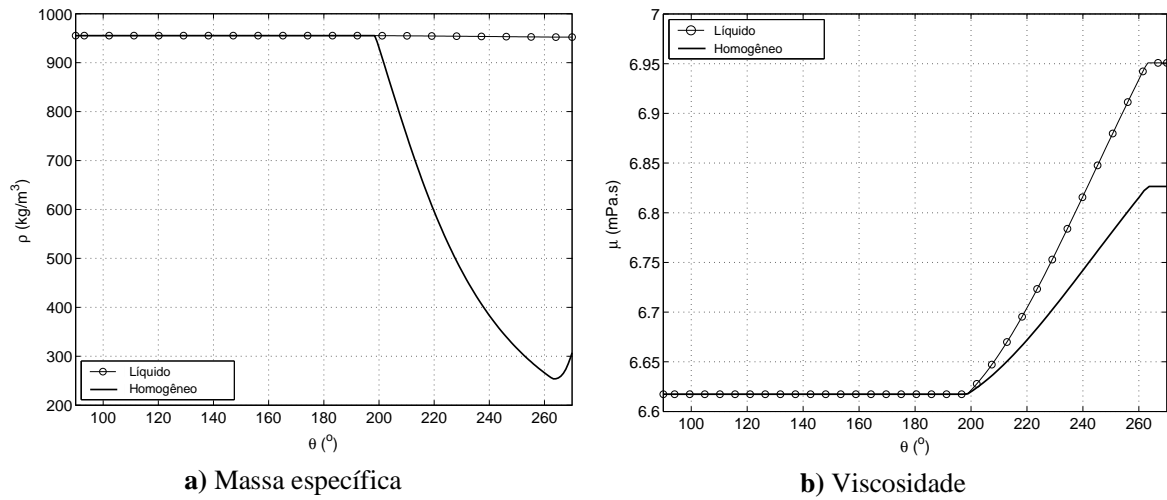 1000
900
800
700
600
500
400
300
200
ρ (kg/m³)
100 120 140 160 180 200 220 240 260
θ (°)
Líquido
Homogêneo
a) Massa específica
7
6.95
6.9
6.85
6.8
6.75
6.7
6.65
6.6
μ (mPa.s)
100 120 140 160 180 200 220 240 260
θ (°)
Líquido
Homogêneo
b) Viscosidade